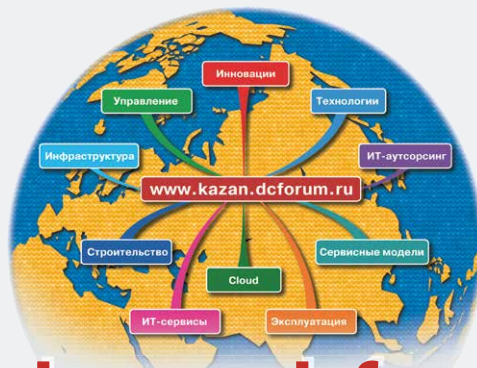 Инновации
Управление
Технологии
Инфраструктура
ИТ-аутсорсинг
www.kazan.dcforum.ru
Строительство
Сервисные модели
Cloud
ИТ-сервисы
Эксплуатация